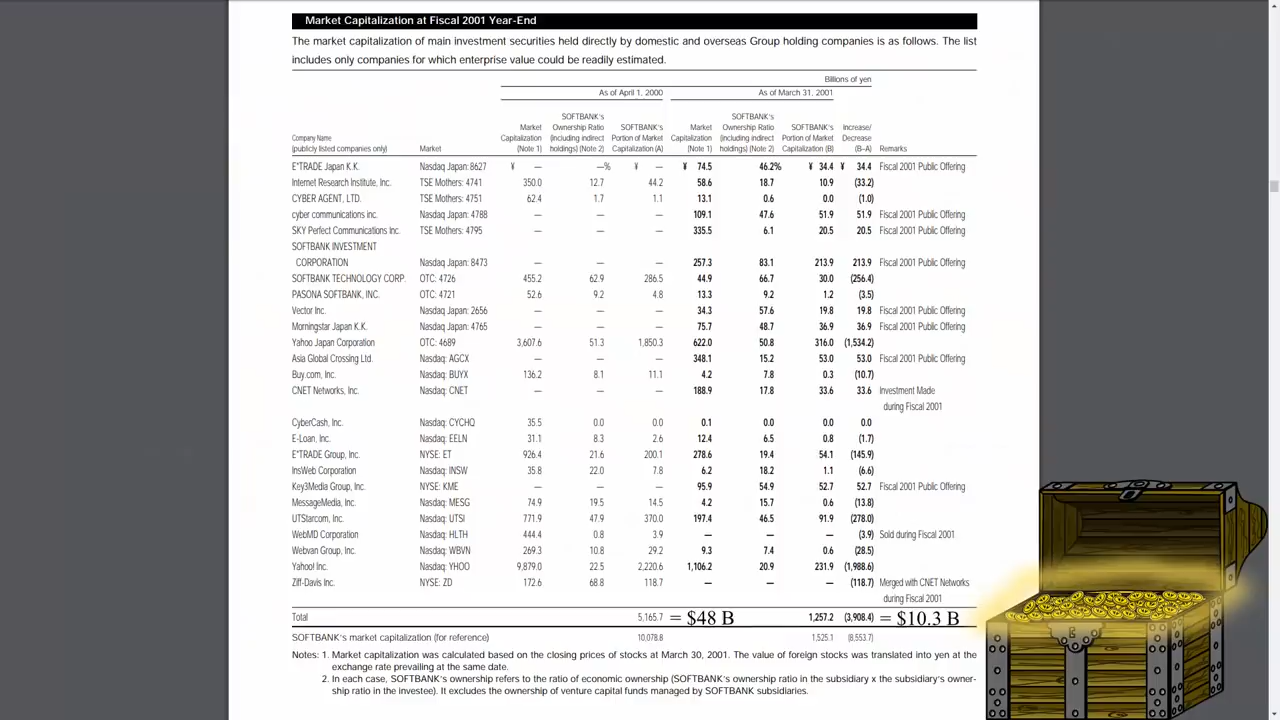 Market Capitalization at Fiscal 2001 Year-End
The market capitalization of main investment securities held directly by domestic and overseas Group holding companies is as follows. The list
includes only companies for which enterprise value could be readily estimated.
Billions of yen
As of April 1, 2000 As of March 31, 2001
SOFTBANK's SOFTBANK's
Market Ownership Ratio SOFTBANK's Market Ownership Ratio SOFTBANK's Increase/
Company Name Capitalization (including indirect Portion of Market Capitalization (including indirect Portion of Market Decrease
(publicly listed companies only) Market (Note 1) holdings) (Note 2) Capitalization (A) (Note 1) holdings) (Note 2) Capitalization (B) (B–A) Remarks
E*TRADE Japan K.K. Nasdaq Japan: 8627 ¥ — —% ¥ — ¥ 74.5 46.2% ¥ 34.4 ¥ 34.4 Fiscal 2001 Public Offering
Internet Research Institute, Inc. TSE Mothers: 4741 350.0 12.7 44.2 58.6 18.7 10.9 (33.2)
CYBER AGENT, LTD. TSE Mothers: 4751 62.4 1.7 1.1 13.1 0.6 0.0 (1.0)
cyber communications inc. Nasdaq Japan: 4788 — — — 109.1 47.6 51.9 51.9 Fiscal 2001 Public Offering
SKY Perfect Communications Inc. TSE Mothers: 4795 — — — 335.5 6.1 20.5 20.5 Fiscal 2001 Public Offering
SOFTBANK INVESTMENT
CORPORATION Nasdaq Japan: 8473 — — — 257.3 83.1 213.9 213.9 Fiscal 2001 Public Offering
SOFTBANK TECHNOLOGY CORP. OTC: 4726 455.2 62.9 286.5 44.9 66.7 30.0 (256.4)
PASONA SOFTBANK, INC. OTC: 4721 52.6 9.2 4.8 13.3 9.2 1.2 (3.5)
Vector Inc. Nasdaq Japan: 2656 — — — 34.3 57.6 19.8 19.8 Fiscal 2001 Public Offering
Morningstar Japan K.K. Nasdaq Japan: 4765 — — — 75.7 48.7 36.9 36.9 Fiscal 2001 Public Offering
Yahoo Japan Corporation OTC: 4689 3,607.6 51.3 1,850.3 622.0 50.8 316.0 (1,534.2)
Asia Global Crossing Ltd. Nasdaq: AGCX — — — 348.1 15.2 53.0 53.0 Fiscal 2001 Public Offering
Buy.com, Inc. Nasdaq: BUYX 136.2 8.1 11.1 4.2 7.8 0.3 (10.7)
CNET Networks, Inc. Nasdaq: CNET — — — 188.9 17.8 33.6 33.6 Investment Made
during Fiscal 2001
CyberCash, Inc. Nasdaq: CYCHQ 35.5 0.0 0.0 0.1 0.0 0.0 0.0
E-Loan, Inc. Nasdaq: EELN 31.1 8.3 2.6 12.4 6.5 0.8 (1.7)
E*TRADE Group, Inc. NYSE: ET 926.4 21.6 200.1 278.6 19.4 54.1 (145.9)
InsWeb Corporation Nasdaq: INSW 35.8 22.0 7.8 6.2 18.2 1.1 (6.6)
Key3Media Group, Inc. NYSE: KME — — — 95.9 54.9 52.7 52.7 Fiscal 2001 Public Offering
MessageMedia, Inc. Nasdaq: MESG 74.9 19.5 14.5 4.2 15.7 0.6 (13.8)
UTStarcom, Inc. Nasdaq: UTSI 771.9 47.9 370.0 197.4 46.5 91.9 (278.0)
WebMD Corporation Nasdaq: HLTH 444.4 0.8 3.9 — — — (3.9) Sold during Fiscal 2001
Webvan Group, Inc. Nasdaq: WBVN 269.3 10.8 29.2 9.3 7.4 0.6 (28.5)
Yahoo! Inc. Nasdaq: YHOO 9,879.0 22.5 2,220.6 1,106.2 20.9 231.9 (1,988.6)
Ziff-Davis Inc. NYSE: ZD 172.6 68.8 118.7 — — — (118.7) Merged with CNET Networks
during Fiscal 2001
Total 5,165.7 = $48 B 1,257.2 (3,908.4) = $10.3 B
SOFTBANK's market capitalization (for reference) 10,078.8 1,525.1 (8,553.7)
Notes: 1. Market capitalization was calculated based on the closing prices of stocks at March 30, 2001. The value of foreign stocks was translated into yen at the
exchange rate prevailing at the same date.
2. In each case, SOFTBANK's ownership refers to the ratio of economic ownership (SOFTBANK's ownership ratio in the subsidiary x the subsidiary's owner-
ship ratio in the investee). It excludes the ownership of venture capital funds managed by SOFTBANK subsidiaries.